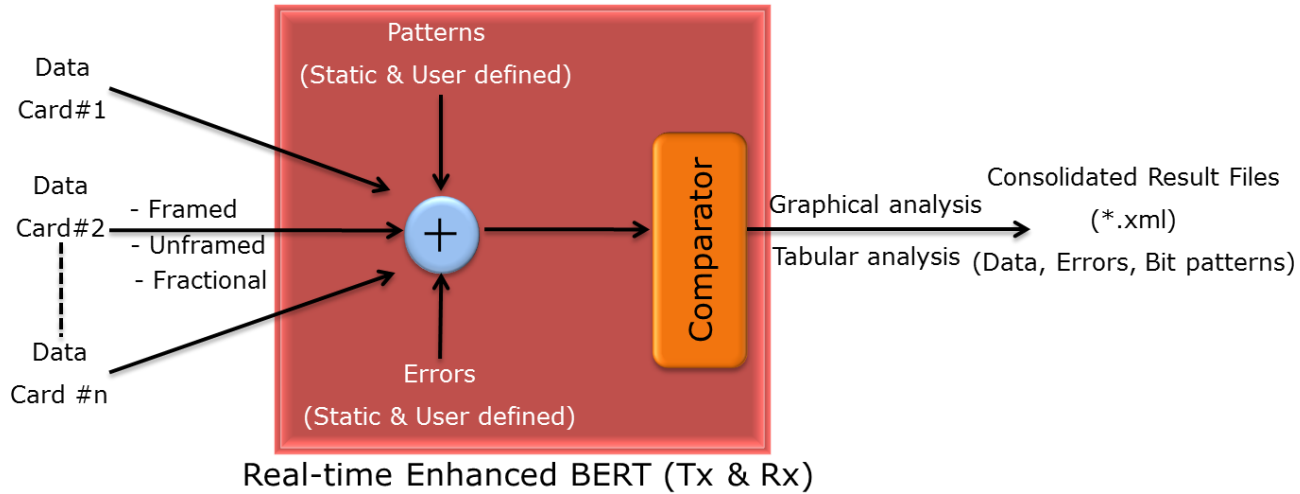 Data
Card#1
Data
Card#2
Data
Card #n
- Framed
- Unframed
- Fractional
Patterns
(Static & User defined)
+
Errors
(Static & User defined)
Comparator
Graphical analysis
Tabular analysis
Consolidated Result Files
(*.xml)
(Data, Errors, Bit patterns)
Real-time Enhanced BERT (Tx & Rx)